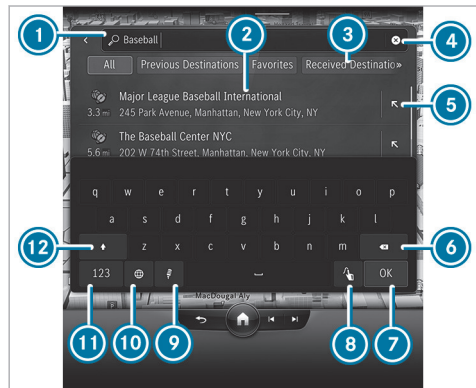 1
2
3
4
Baseball
All Previous Destinations Favorites Received Destinatio»
Major League Baseball International
5
3.3 m 245 Park Avenue, Manhattan, New York City, NY
The Baseball Center NYC
5.6 m 202 W 74th Street, Manhattan, New York City, NY
q w e r t y u i o p
a s d f g h j k l
12 z x c v b n m 6
123 OK
MacDougal Aly
11 10 9 8 7